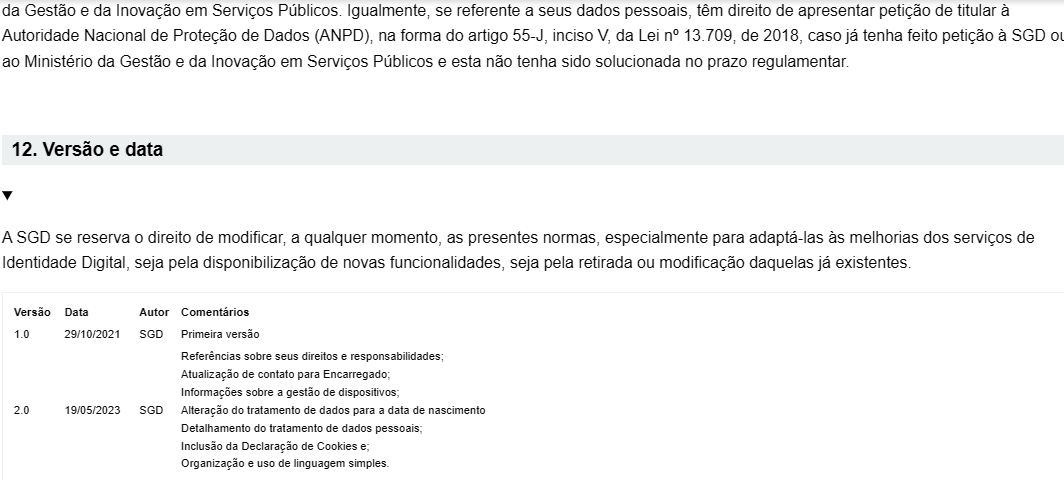 da Gestão e da Inovação em Serviços Públicos. Igualmente, se referente a seus dados pessoais, têm direito de apresentar petição de titular à
Autoridade Nacional de Proteção de Dados (ANPD), na forma do artigo 55-J, inciso V, da Lei nº 13.709, de 2018, caso já tenha feito petição à SGD ou
ao Ministério da Gestão e da Inovação em Serviços Públicos e esta não tenha sido solucionada no prazo regulamentar.
12. Versão e data
A SGD se reserva o direito de modificar, a qualquer momento, as presentes normas, especialmente para adaptá-las às melhorias dos serviços de
Identidade Digital, seja pela disponibilização de novas funcionalidades, seja pela retirada ou modificação daquelas já existentes.
Versão Data Autor Comentários
1.0 29/10/2021 SGD Primeira versão
Referências sobre seus direitos e responsabilidades;
Atualização de contato para Encarregado;
Informações sobre a gestão de dispositivos;
2.0 19/05/2023 SGD Alteração do tratamento de dados para a data de nascimento
Detalhamento do tratamento de dados pessoais;
Inclusão da Declaração de Cookies e;
Organização e uso de linguagem simples.